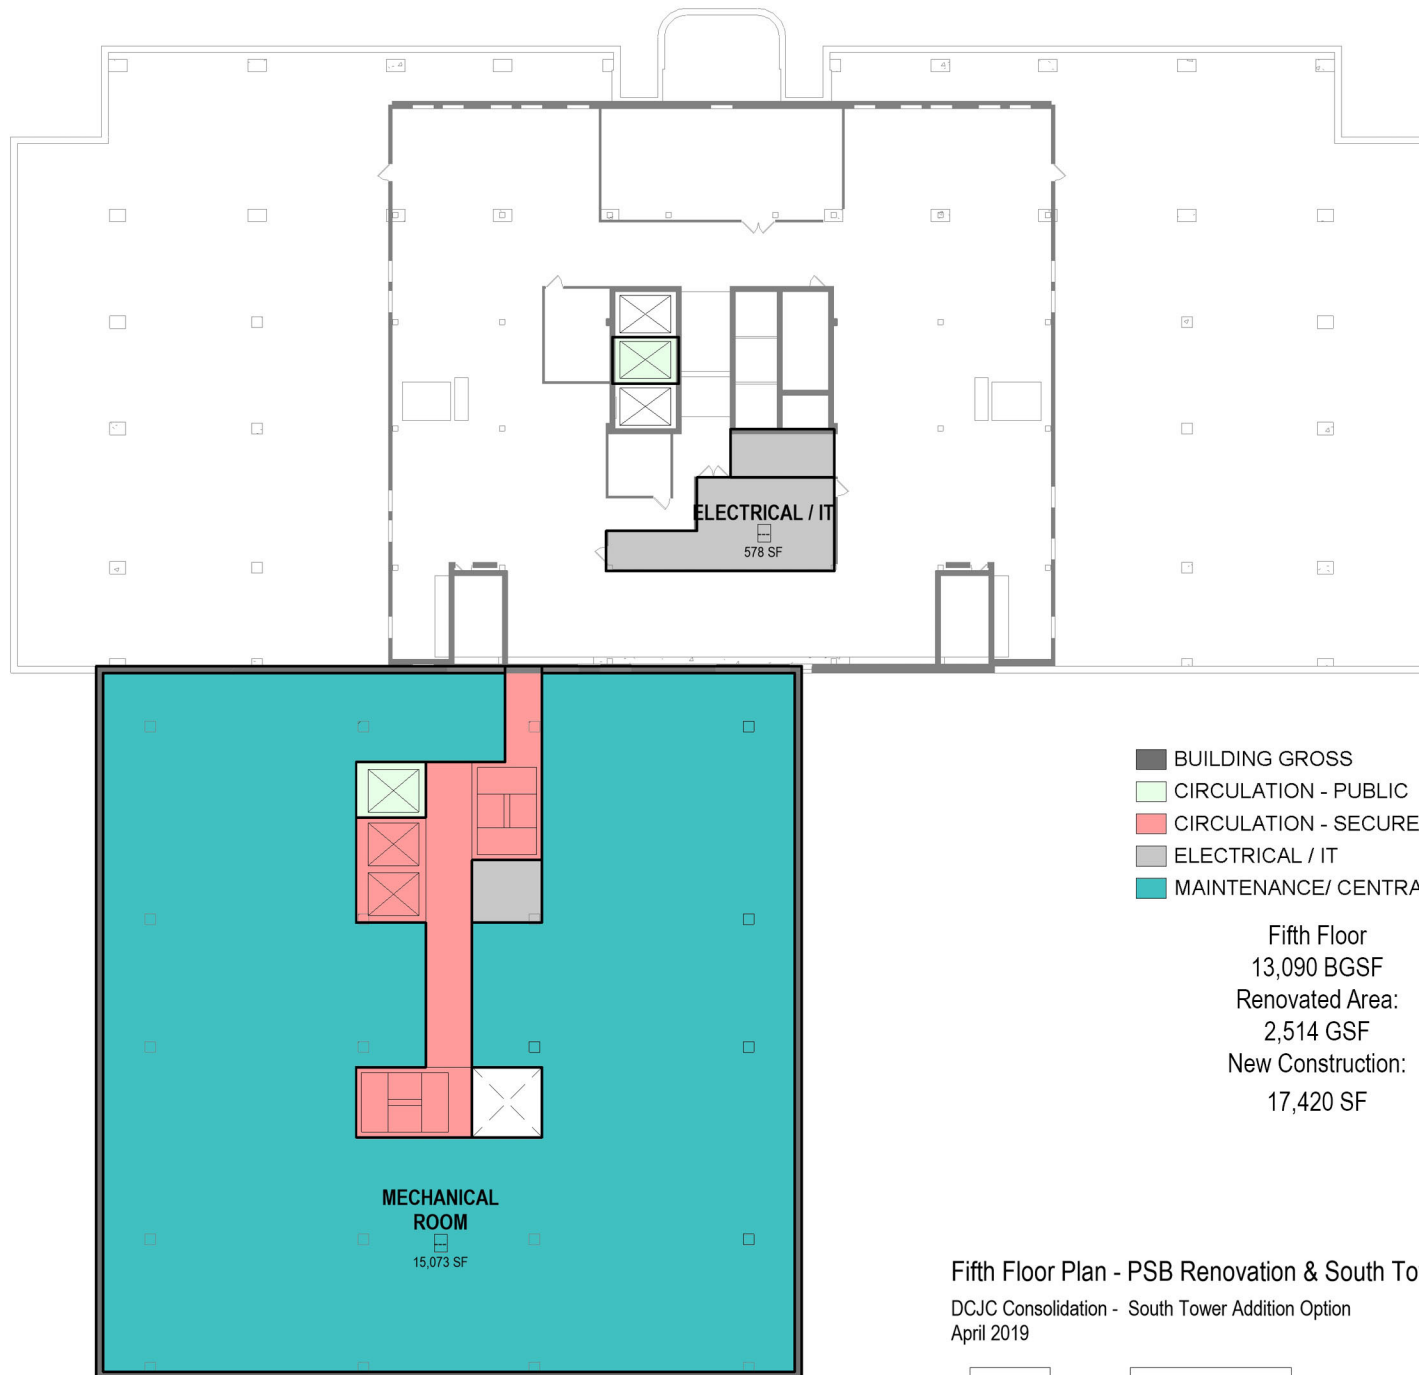 ELECTRICAL / IT
578 SF
BUILDING GROSS
CIRCULATION - PUBLIC
CIRCULATION - SECURE
ELECTRICAL / IT
MAINTENANCE/ CENTRA
Fifth Floor
13,090 BGSF
Renovated Area:
2,514 GSF
New Construction:
17,420 SF
MECHANICAL
ROOM
15,073 SF
Fifth Floor Plan - PSB Renovation & South To
DCJC Consolidation - South Tower Addition Option
April 2019